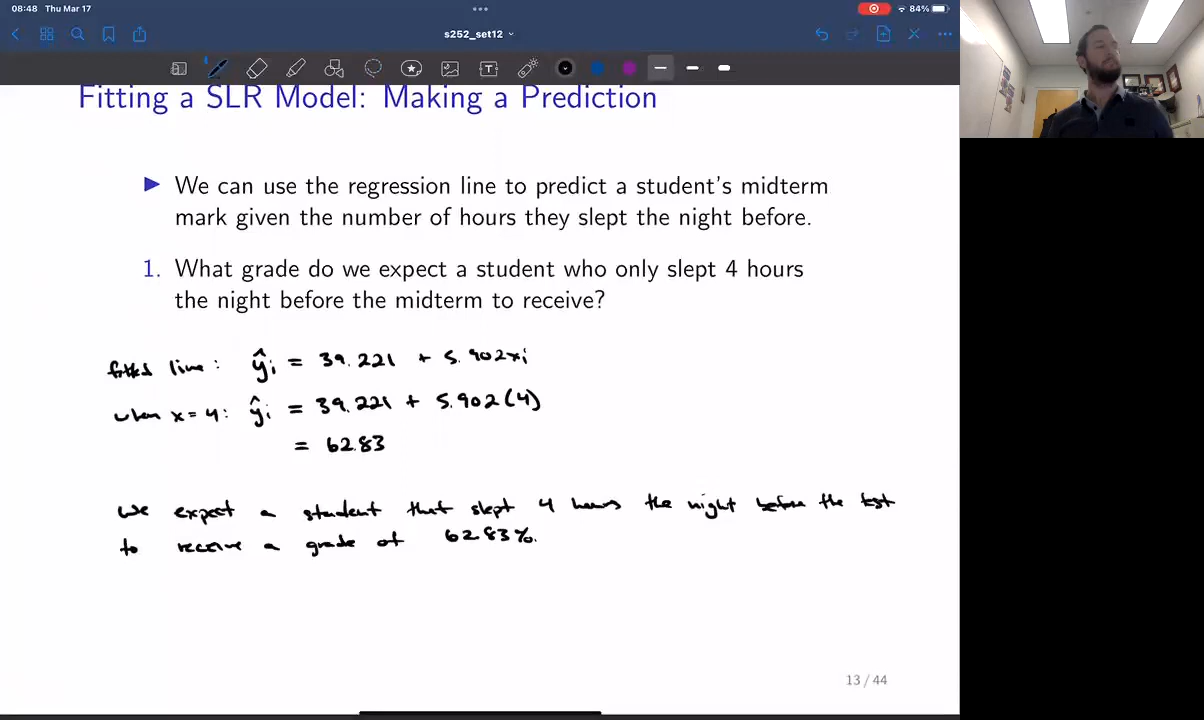 08:48 Thu Mar 17
84%
s252_set12
Fitting a SLR Model: Making a Prediction
We can use the regression line to predict a student's midterm
mark given the number of hours they slept the night before.
1. What grade do we expect a student who only slept 4 hours
the night before the midterm to receive?
fitted line: ŷi = 39.221 + 5.902xi
when x = 4: ŷi = 39.221 + 5.902(4)
= 62.83
We expect a student that slept 4 hours the night before the test
to receive a grade of 62.83%.
13 / 44